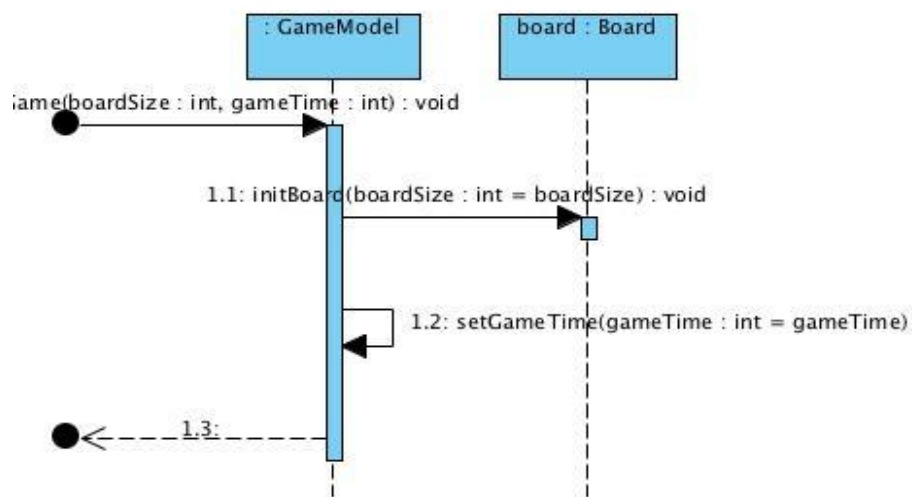 : GameModel
board : Board
Game(boardSize : int, gameTime : int) : void
1.1: initBoard(boardSize : int = boardSize) : void
1.2: setGameTime(gameTime : int = gameTime)
1.3: